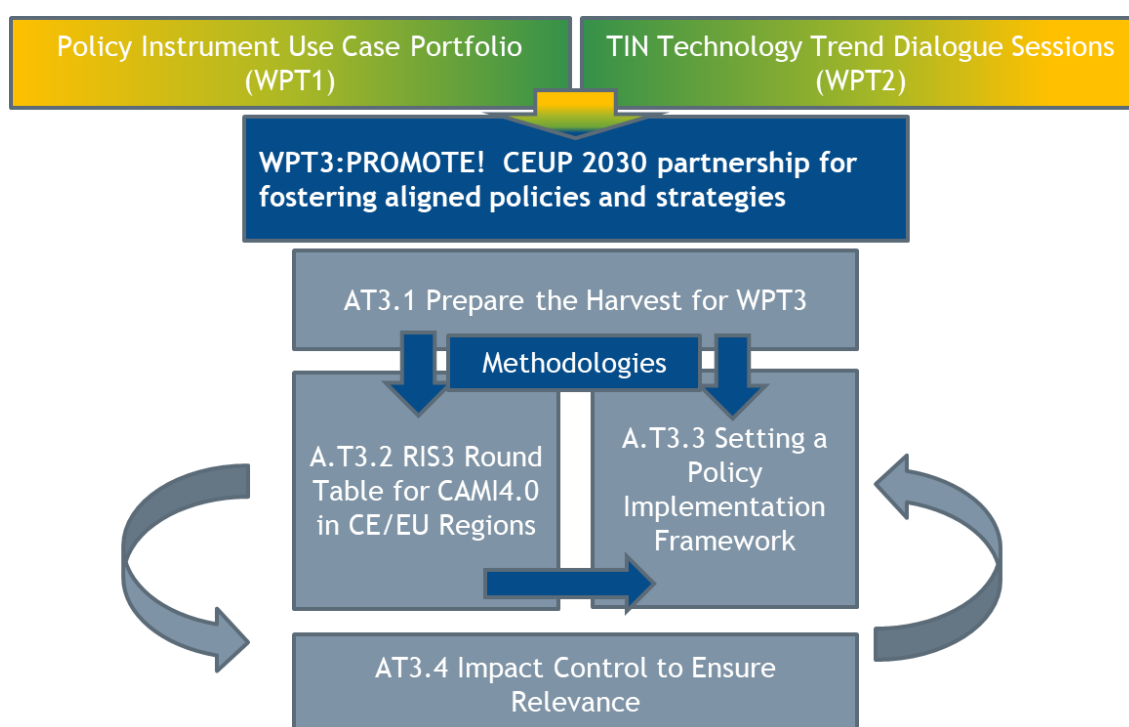 Policy Instrument Use Case Portfolio
(WPT1)
TIN Technology Trend Dialogue Sessions
(WPT2)
WPT3:PROMOTE!  CEUP 2030 partnership for
fostering aligned policies and strategies
AT3.1 Prepare the Harvest for WPT3
Methodologies
A.T3.2 RIS3 Round
Table for CAMI4.0
in CE/EU Regions
A.T3.3 Setting a
Policy
Implementation
Framework
AT3.4 Impact Control to Ensure
Relevance